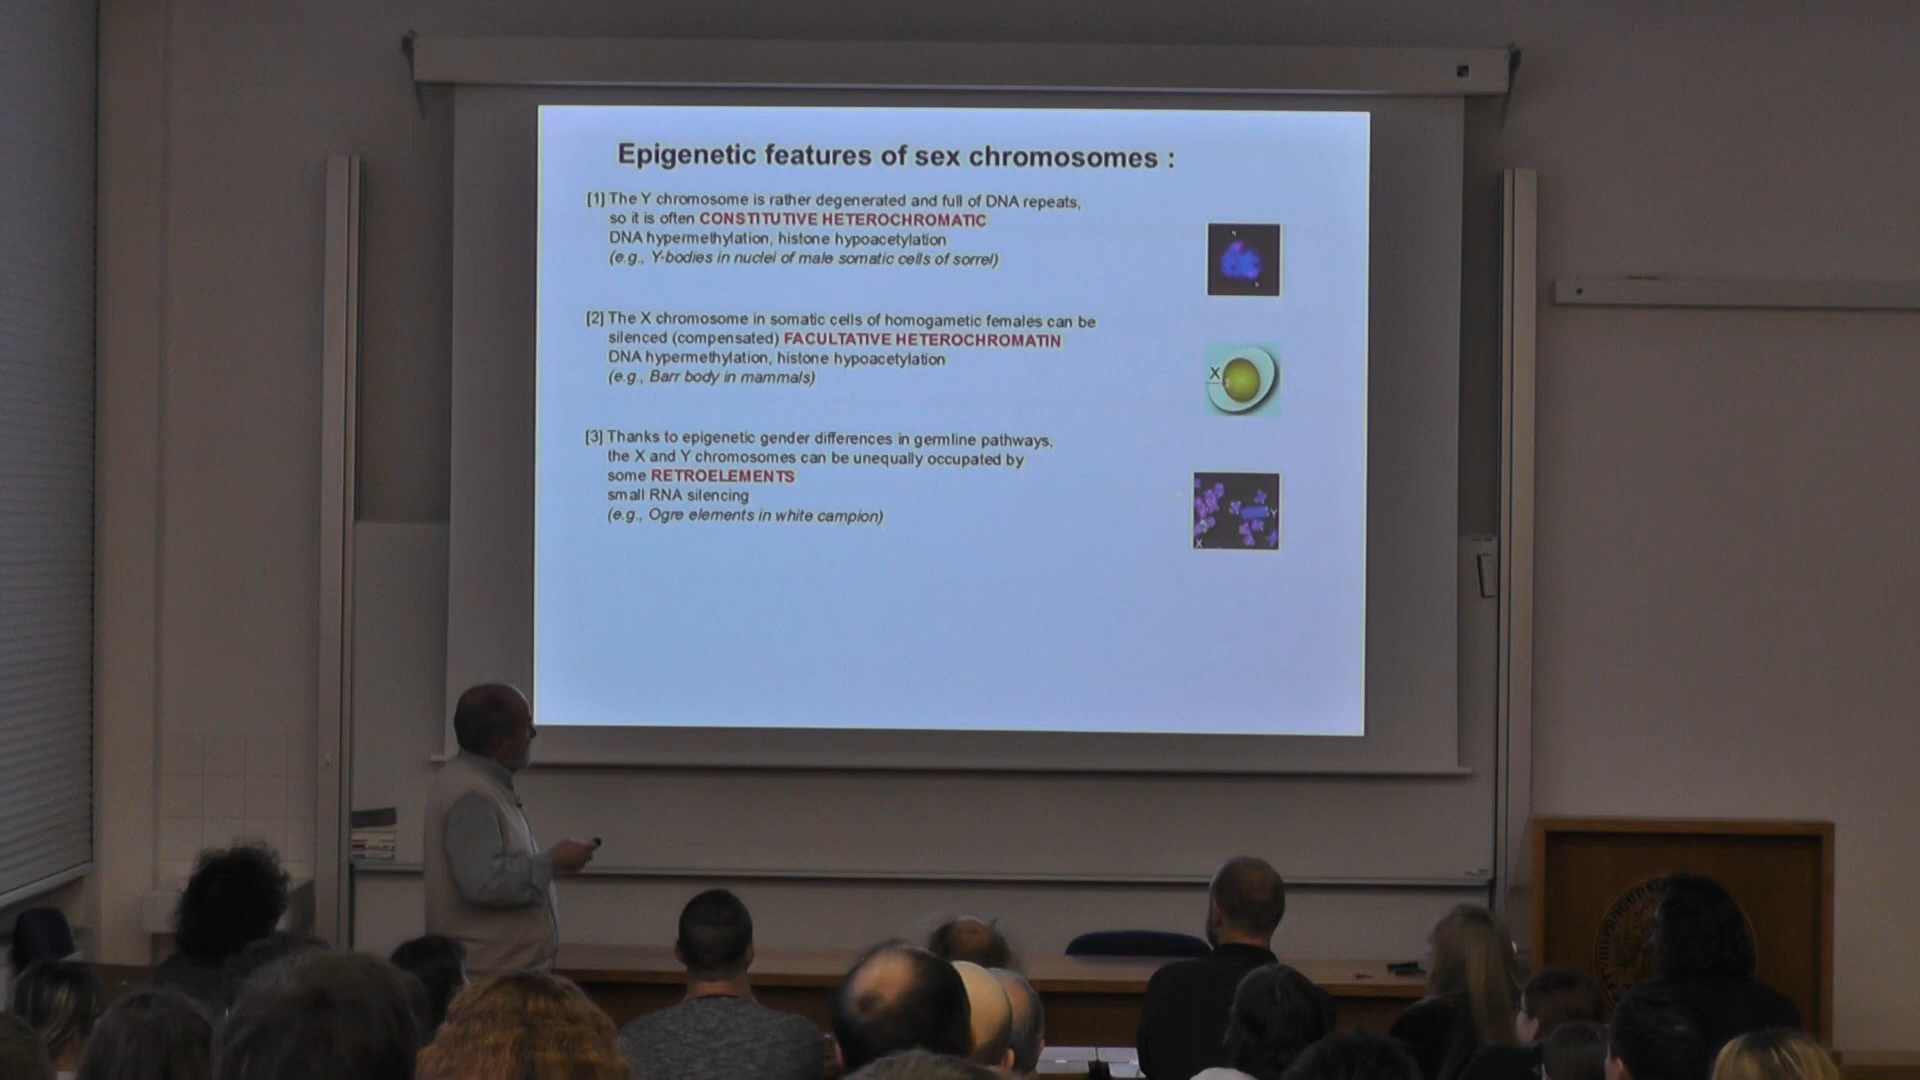 Epigenetic features of sex chromosomes :
[1] The Y chromosome is rather degenerated and full of DNA repeats,
so it is often CONSTITUTIVE HETEROCHROMATIC
DNA hypermethylation, histone hypoacetylation
(e.g., Y-bodies in nuclei of male somatic cells of sorrel)
[2] The X chromosome in somatic cells of homogametic females can be
silenced (compensated) FACULTATIVE HETEROCHROMATIN
DNA hypermethylation, histone hypoacetylation
(e.g., Barr body in mammals)
X
[3] Thanks to epigenetic gender differences in germline pathways,
the X and Y chromosomes can be unequally occupated by
some RETROELEMENTS
small RNA silencing
(e.g., Ogre elements in white campion)
Y
X